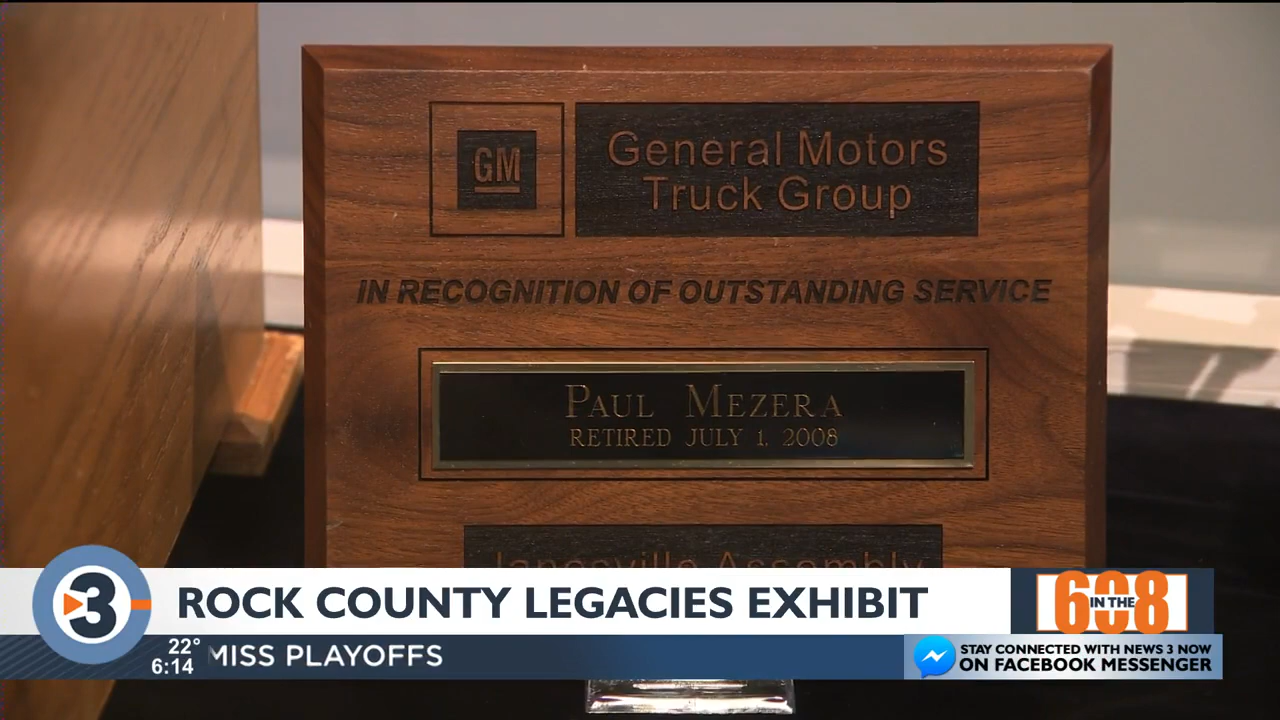 GM
General Motors
Truck Group
IN RECOGNITION OF OUTSTANDING SERVICE
PAUL MEZERA
RETIRED JULY 1, 2008
Janesville Assembly
3
ROCK COUNTY LEGACIES EXHIBIT
608
IN THE
22°
6:14
MISS PLAYOFFS
STAY CONNECTED WITH NEWS 3 NOW
ON FACEBOOK MESSENGER